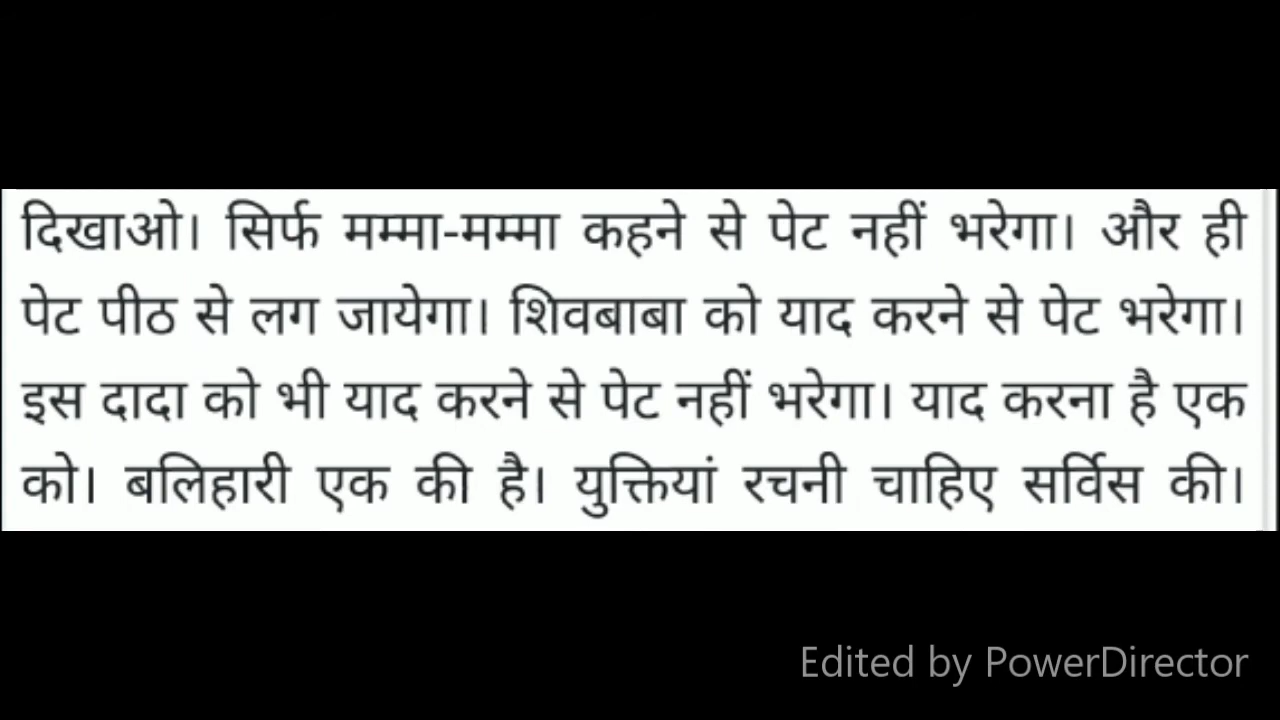 दिखाओ। सिर्फ मम्मा-मम्मा कहने से पेट नहीं भरेगा। और ही
पेट पीठ से लग जायेगा। शिवबाबा को याद करने से पेट भरेगा।
इस दादा को भी याद करने से पेट नहीं भरेगा। याद करना है एक
को। बलिहारी एक की है। युक्तियां रचनी चाहिए सर्विस की।
Edited by PowerDirector